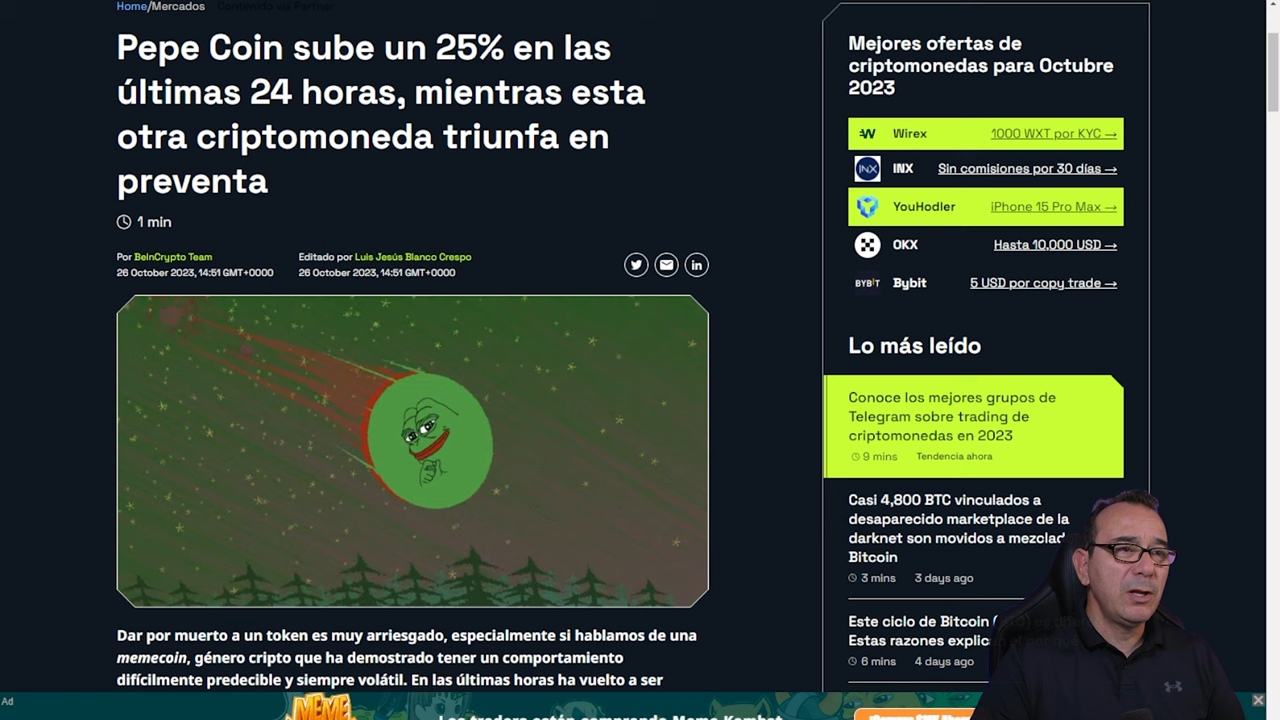 Home/Mercados Contenido via Partner
Pepe Coin sube un 25% en las
últimas 24 horas, mientras esta
otra criptomoneda triunfa en
preventa
1 min
Por BeInCrypto Team
26 October 2023, 14:51 GMT+0000
Editado por Luis Jesús Blanco Crespo
26 October 2023, 14:51 GMT+0000
Dar por muerto a un token es muy arriesgado, especialmente si hablamos de una
memecoin, género cripto que ha demostrado tener un comportamiento
difícilmente predecible y siempre volátil. En las últimas horas ha vuelto a ser
Mejores ofertas de
criptomonedas para Octubre
2023
Wirex 1000 WXT por KYC →
INX INX Sin comisiones por 30 días →
YouHodler iPhone 15 Pro Max →
OKX Hasta 10,000 USD →
BYBIT Bybit 5 USD por copy trade →
Lo más leído
Conoce los mejores grupos de
Telegram sobre trading de
criptomonedas en 2023
9 mins Tendencia ahora
Casi 4,800 BTC vinculados a
desaparecido marketplace de la
darknet son movidos a mezclad
Bitcoin
3 mins 3 days ago
Este ciclo de Bitcoin
Estas razones explic
6 mins 4 days ago
Ad
MEME
Los traders están comprando Meme Kombat